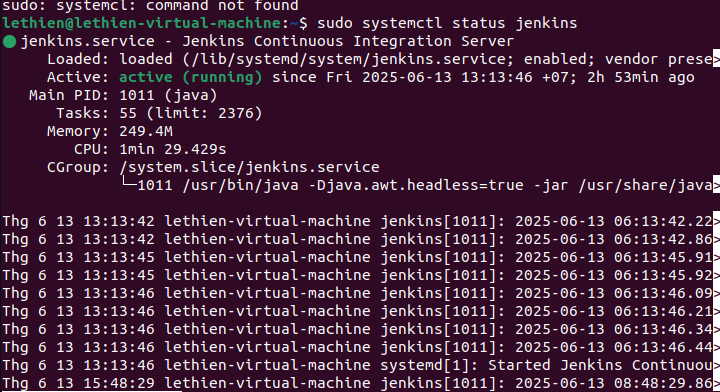 sudo: systemcl: command not found
lethien@lethien-virtual-machine:~$ sudo systemctl status jenkins
● jenkins.service - Jenkins Continuous Integration Server
     Loaded: loaded (/lib/systemd/system/jenkins.service; enabled; vendor prese>
     Active: active (running) since Fri 2025-06-13 13:13:46 +07; 2h 53min ago
   Main PID: 1011 (java)
      Tasks: 55 (limit: 2376)
     Memory: 249.4M
        CPU: 1min 29.429s
     CGroup: /system.slice/jenkins.service
             └─1011 /usr/bin/java -Djava.awt.headless=true -jar /usr/share/java>
Thg 6 13 13:13:42 lethien-virtual-machine jenkins[1011]: 2025-06-13 06:13:42.22>
Thg 6 13 13:13:42 lethien-virtual-machine jenkins[1011]: 2025-06-13 06:13:42.86>
Thg 6 13 13:13:45 lethien-virtual-machine jenkins[1011]: 2025-06-13 06:13:45.91>
Thg 6 13 13:13:45 lethien-virtual-machine jenkins[1011]: 2025-06-13 06:13:45.92>
Thg 6 13 13:13:46 lethien-virtual-machine jenkins[1011]: 2025-06-13 06:13:46.09>
Thg 6 13 13:13:46 lethien-virtual-machine jenkins[1011]: 2025-06-13 06:13:46.21>
Thg 6 13 13:13:46 lethien-virtual-machine jenkins[1011]: 2025-06-13 06:13:46.34>
Thg 6 13 13:13:46 lethien-virtual-machine jenkins[1011]: 2025-06-13 06:13:46.44>
Thg 6 13 13:13:46 lethien-virtual-machine systemd[1]: Started Jenkins Continuou>
Thg 6 13 15:48:29 lethien-virtual-machine jenkins[1011]: 2025-06-13 08:48:29.86>